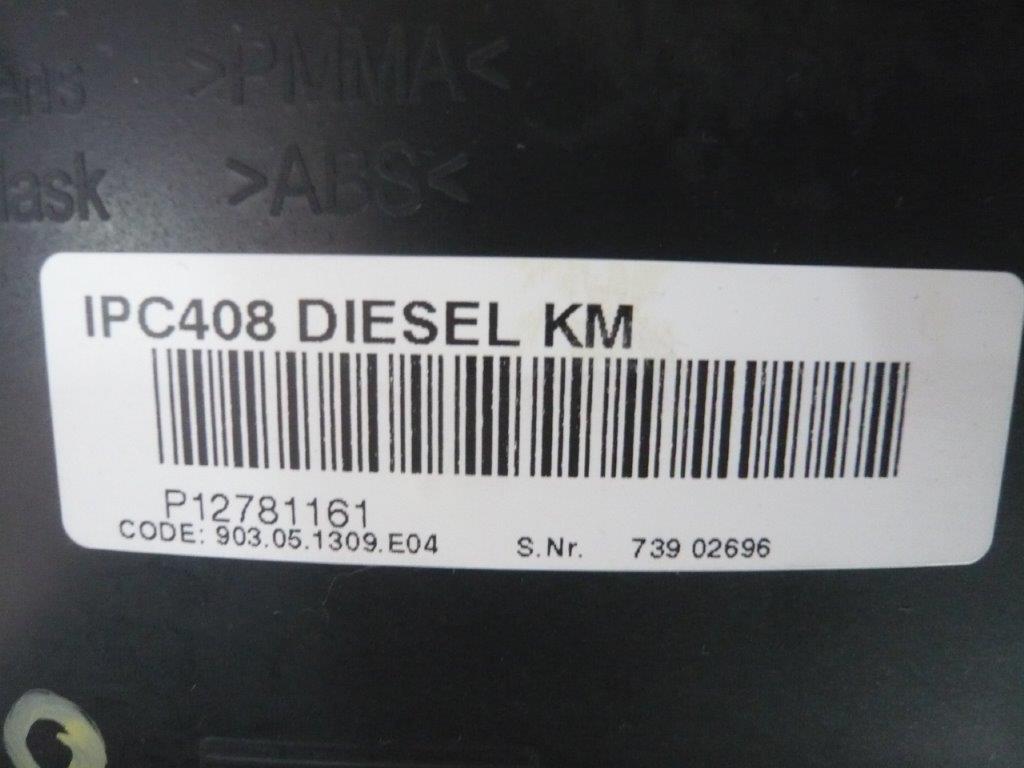 >PMMA<
>ABS<
IPC408 DIESEL KM
P12781161
CODE: 903.05.1309.E04 S.Nr. 739 02696